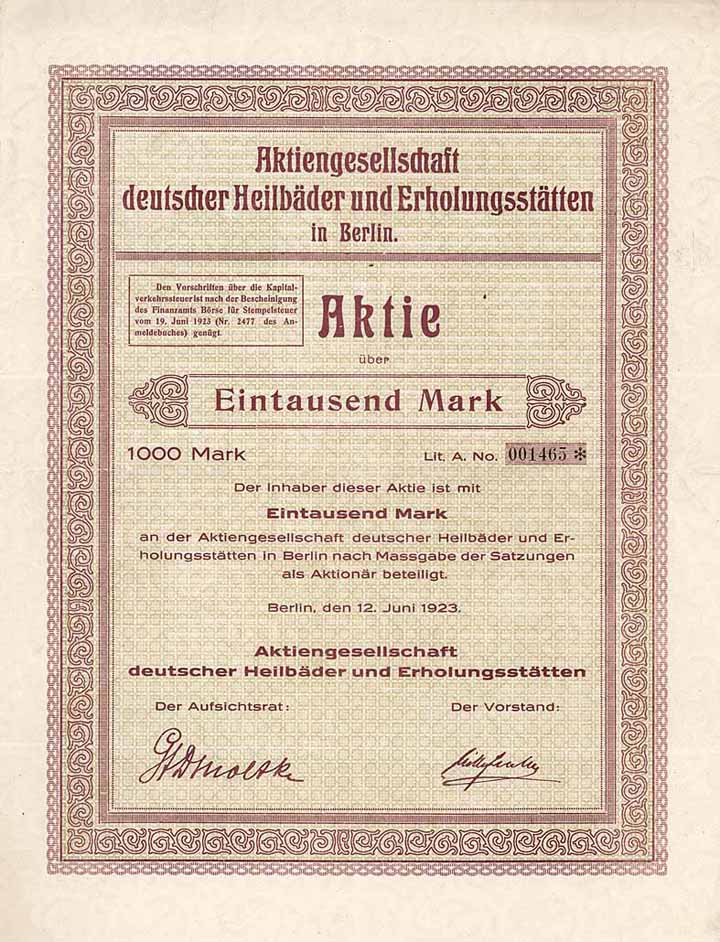 Aktiengesellschaft
deutscher Heilbäder und Erholungsstätten
in Berlin.
Den Vorschriften über die Kapital-
verkehrssteuer ist nach der Bescheinigung
des Finanzamts Börse für Stempelsteuer
vom 19. Juni 1923 (Nr. 2477 des An-
meldebuches) genügt.
Aktie
über
Eintausend Mark
1000 Mark Lit. A. No. 001465 *
Der Inhaber dieser Aktie ist mit
Eintausend Mark
an der Aktiengesellschaft deutscher Heilbäder und Er-
holungsstätten in Berlin nach Massgabe der Satzungen
als Aktionär beteiligt.
Berlin, den 12. Juni 1923.
Aktiengesellschaft
deutscher Heilbäder und Erholungsstätten
Der Aufsichtsrat: Der Vorstand: